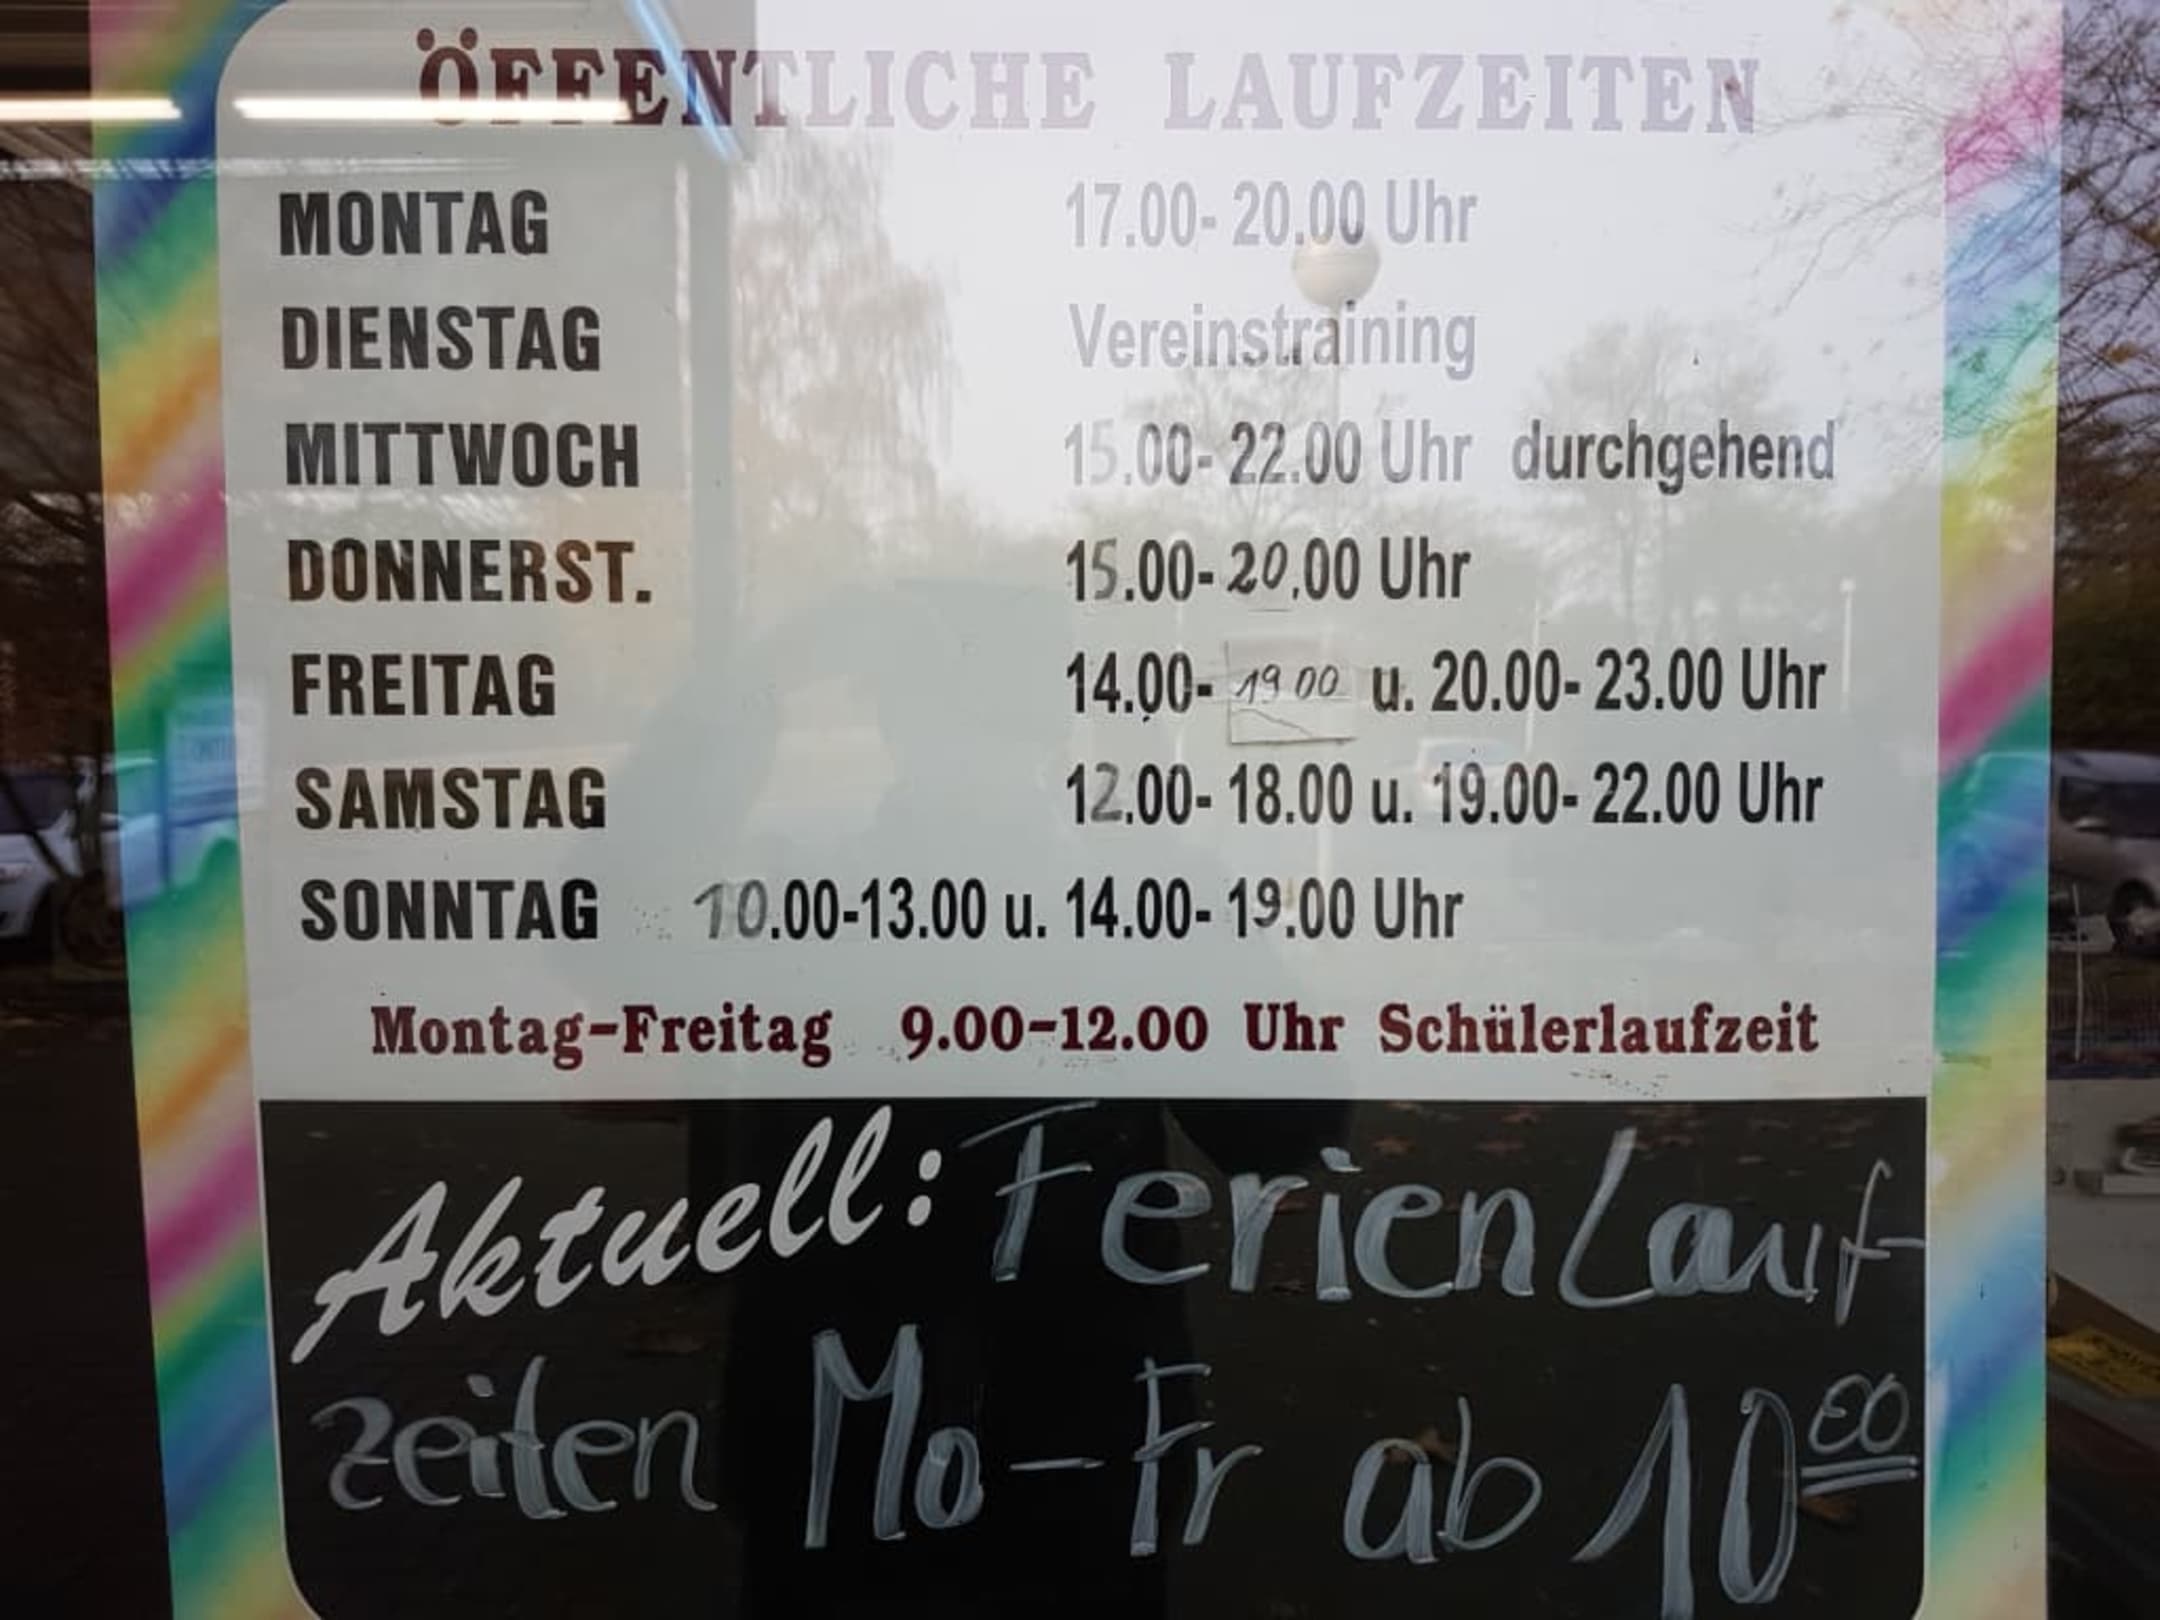 ÖFFENTLICHE LAUFZEITEN
MONTAG 17.00- 20.00 Uhr
DIENSTAG Vereinstraining
MITTWOCH 15.00- 22.00 Uhr durchgehend
DONNERST. 15.00- 20.00 Uhr
FREITAG 14.00- 19 00 u. 20.00- 23.00 Uhr
SAMSTAG 12.00- 18.00 u. 19.00- 22.00 Uhr
SONNTAG 10.00-13.00 u. 14.00- 19.00 Uhr
Montag-Freitag 9.00-12.00 Uhr Schülerlaufzeit
Aktuell: Ferien Lauf-
zeiten Mo-Fr ab 10 00